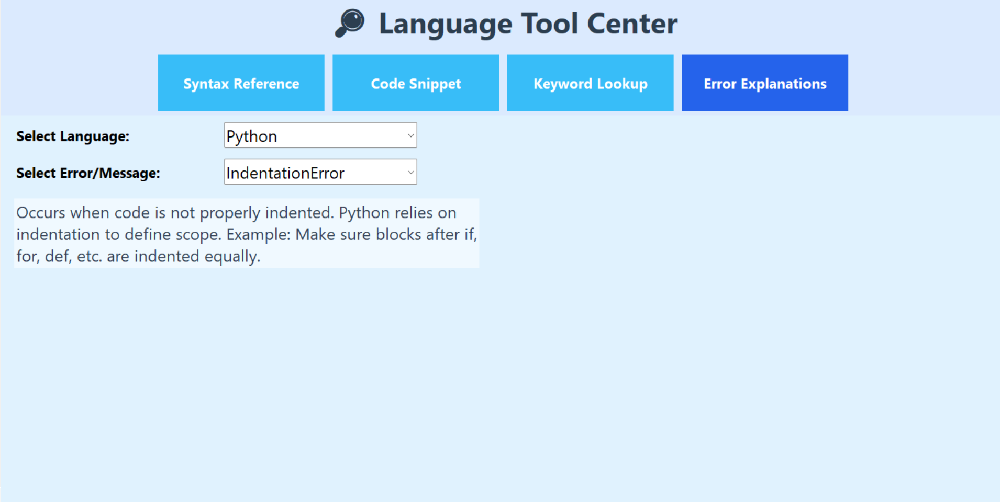 Language Tool Center
Syntax Reference
Code Snippet
Keyword Lookup
Error Explanations
Select Language:
Python
Select Error/Message:
IndentationError
Occurs when code is not properly indented. Python relies on
indentation to define scope. Example: Make sure blocks after if,
for, def, etc. are indented equally.